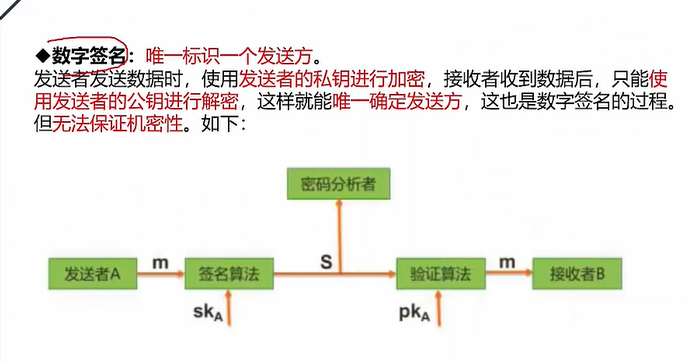 ◆数字签名：唯一标识一个发送方。
发送者发送数据时，使用发送者的私钥进行加密，接收者收到数据后，只能使
用发送者的公钥进行解密，这样就能唯一确定发送方，这也是数字签名的过程。
但无法保证机密性。如下：
密码分析者
发送者A
m
签名算法
S
验证算法
m
接收者B
skA
pkA